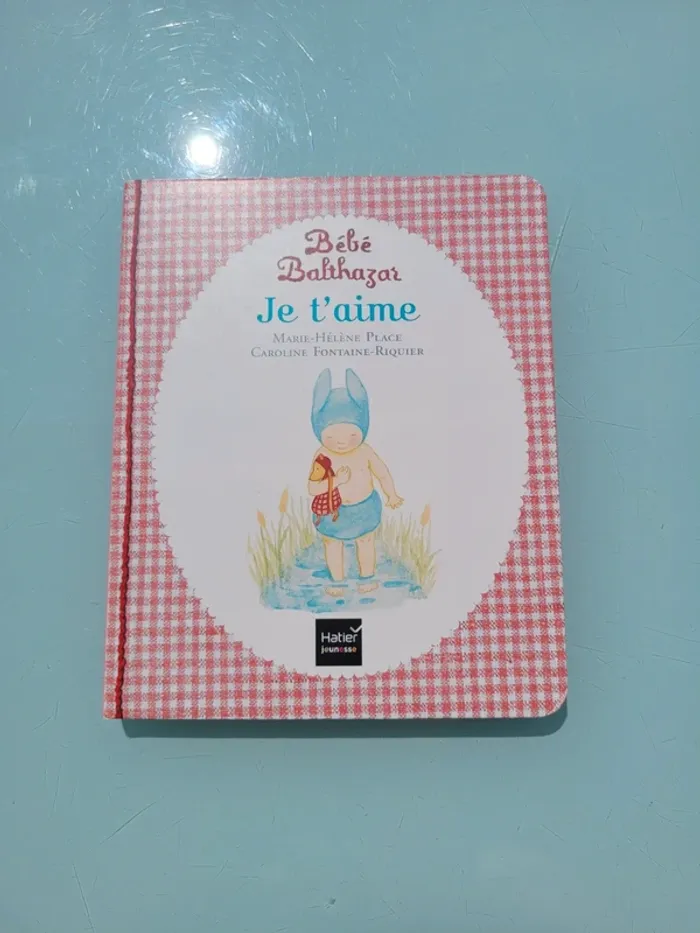 Bébé
Balthazar
Je t'aime
Marie-Hélène Place
Caroline Fontaine-Riquier
Hatier
jeunesse